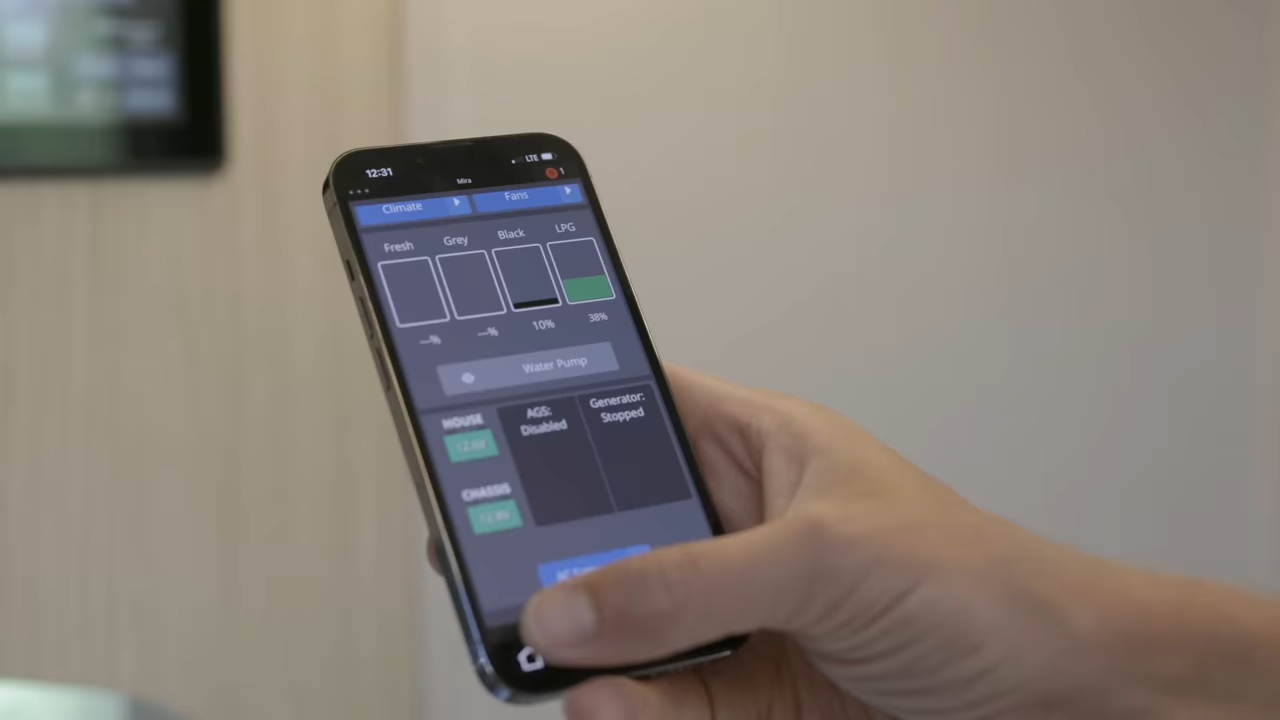 12:31
LTE
Mira
1
Climate
Fans
Fresh
Grey
Black
LPG
—%
—%
10%
38%
Water Pump
HOUSE
AGS:
Disabled
Generator:
Stopped
CHASSIS